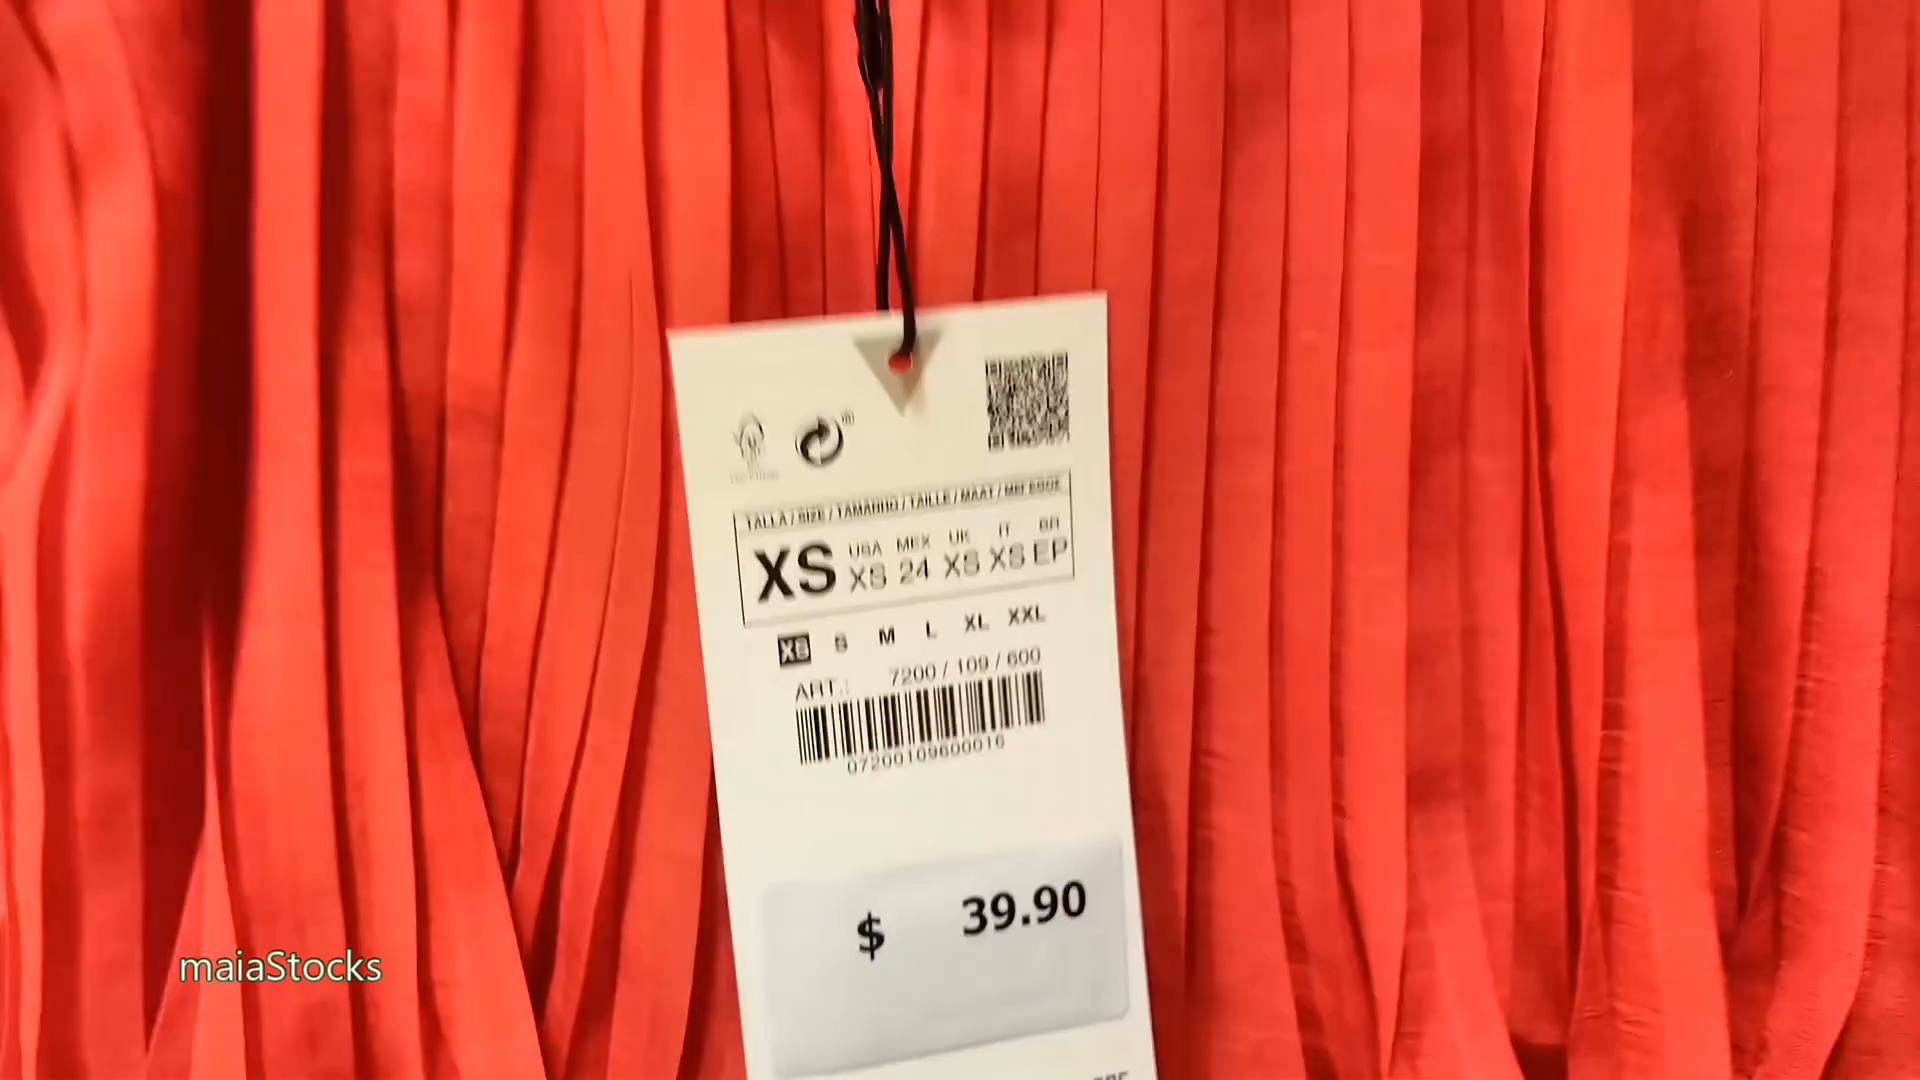 TALLA / SIZE / TAMANHO / TAILLE / MAAT /
XS
USA MEX UK IT BR
XS 24 XS XS EP
XS S M L XL XXL
ART.: 7200 / 109 / 600
07200109600016
$ 39.90
maiaStocks